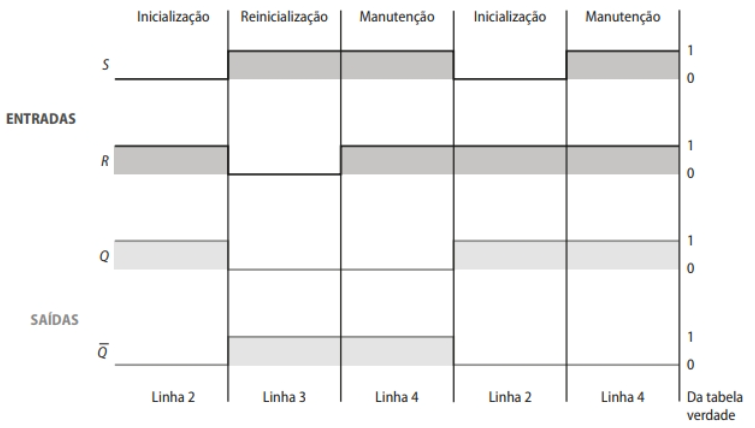 Inicialização Reinicialização Manutenção Inicialização Manutenção
S 1
0
ENTRADAS
R 1
0
Q 1
0
SAÍDAS
Q̅ 1
0
Linha 2 Linha 3 Linha 4 Linha 2 Linha 4 Da tabela
verdade